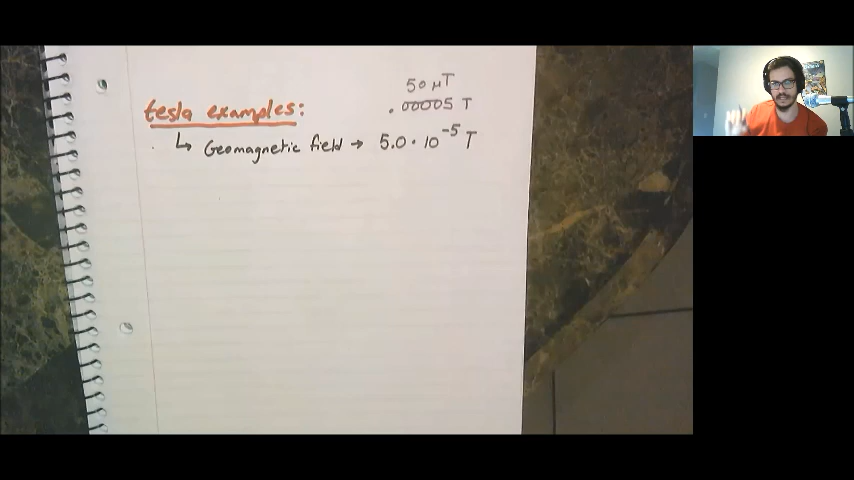 50 μT
.00005 T
tesla examples:
↳ Geomagnetic field → 5.0 · 10⁻⁵ T